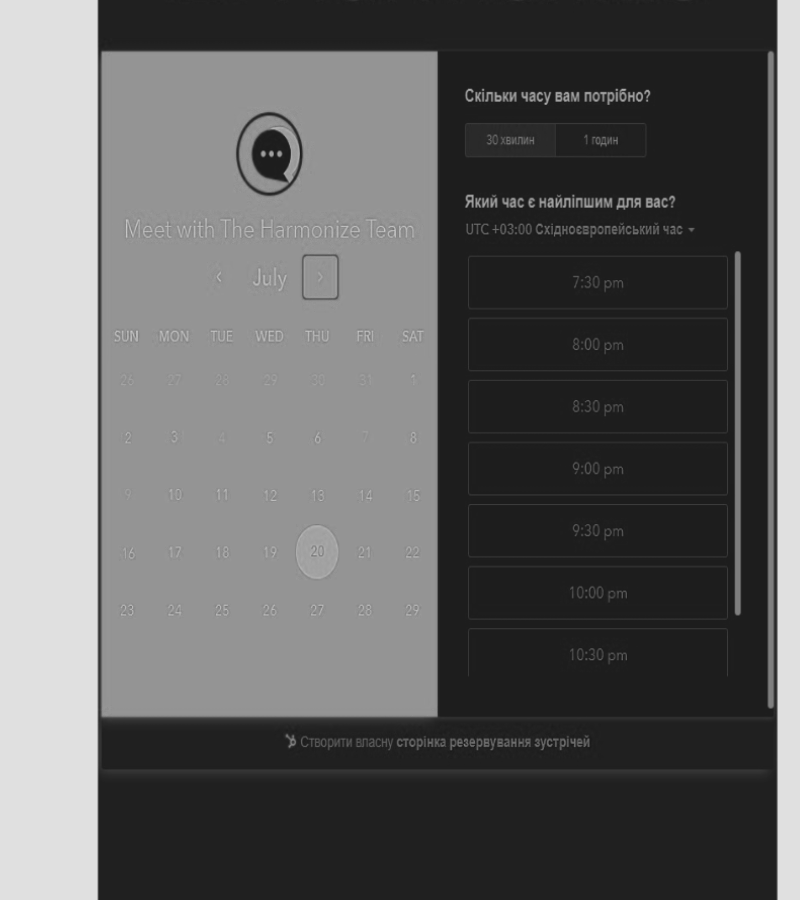 Meet with The Harmonize Team
July
SUN MON TUE WED THU FRI SAT
26 27 28 29 30 31 1
2 3 4 5 6 7 8
9 10 11 12 13 14 15
16 17 18 19 20 21 22
23 24 25 26 27 28 29
Скільки часу вам потрібно?
30 хвилин 1 годин
Який час є найліпшим для вас?
UTC +03:00 Східноєвропейський час
7:30 pm
8:00 pm
8:30 pm
9:00 pm
9:30 pm
10:00 pm
10:30 pm
Створити власну сторінка резервування зустрічей